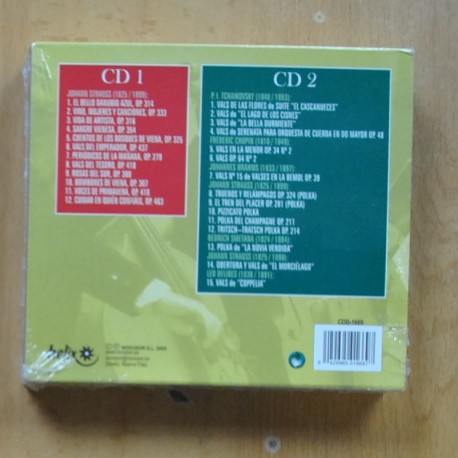 CD 1
JOHANN STRAUSS (1825 / 1899):
1. EL BELLO DANUBIO AZUL, OP. 314
2. VINO, MUJERES Y CANCIONES, OP. 333
3. VIDA DE ARTISTA, OP. 316
4. SANGRE VIENESA, OP. 354
5. CUENTOS DE LOS BOSQUES DE VIENA, OP. 325
6. VALS DEL EMPERADOR, OP. 437
7. PERIÓDICOS DE LA MAÑANA, OP. 279
8. VALS DEL TESORO, OP. 418
9. ROSAS DEL SUR, OP. 388
10. BOMBONES DE VIENA, OP. 307
11. VOCES DE PRIMAVERA, OP. 410
12. CUIDAD EN QUIÉN CONFIÁIS, OP. 463
CD 2
P. I. TCHAIKOVSKY (1840 / 1893):
1. VALS DE LAS FLORES de SUITE "EL CASCANUECES"
2. VALS de "EL LAGO DE LOS CISNES"
3. VALS de "LA BELLA DURMIENTE"
4. VALS de SERENATA PARA ORQUESTA DE CUERDA EN DO MAYOR OP. 48
FREDERIC CHOPIN (1810 / 1849):
5. VALS EN LA MENOR OP. 34 Nº 2
6. VALS OP. 64 Nº 2
JOHANNES BRAHMS (1833 / 1897):
7. VALS Nº 15 DE VALSES EN LA BEMOL OP. 39
JOHANN STRAUSS (1825 / 1899):
8. TRUENOS Y RELÁMPAGOS OP. 324 (POLKA)
9. EL TREN DEL PLACER OP. 281 (POLKA)
10. PIZZICATO POLKA
11. POLKA DEL CHAMPAGNE OP. 211
12. TRITSCH-TRATSCH POLKA OP. 214
BEDRICH SMETANA (1824 / 1884):
13. POLKA DE "LA NOVIA VENDIDA"
JOHANN STRAUSS (1825 / 1899):
14. OBERTURA Y VALS DE "EL MURCIÉLAGO"
LEO DELIBES (1836 / 1891):
15. VALS DE "COPPELIA"
helix